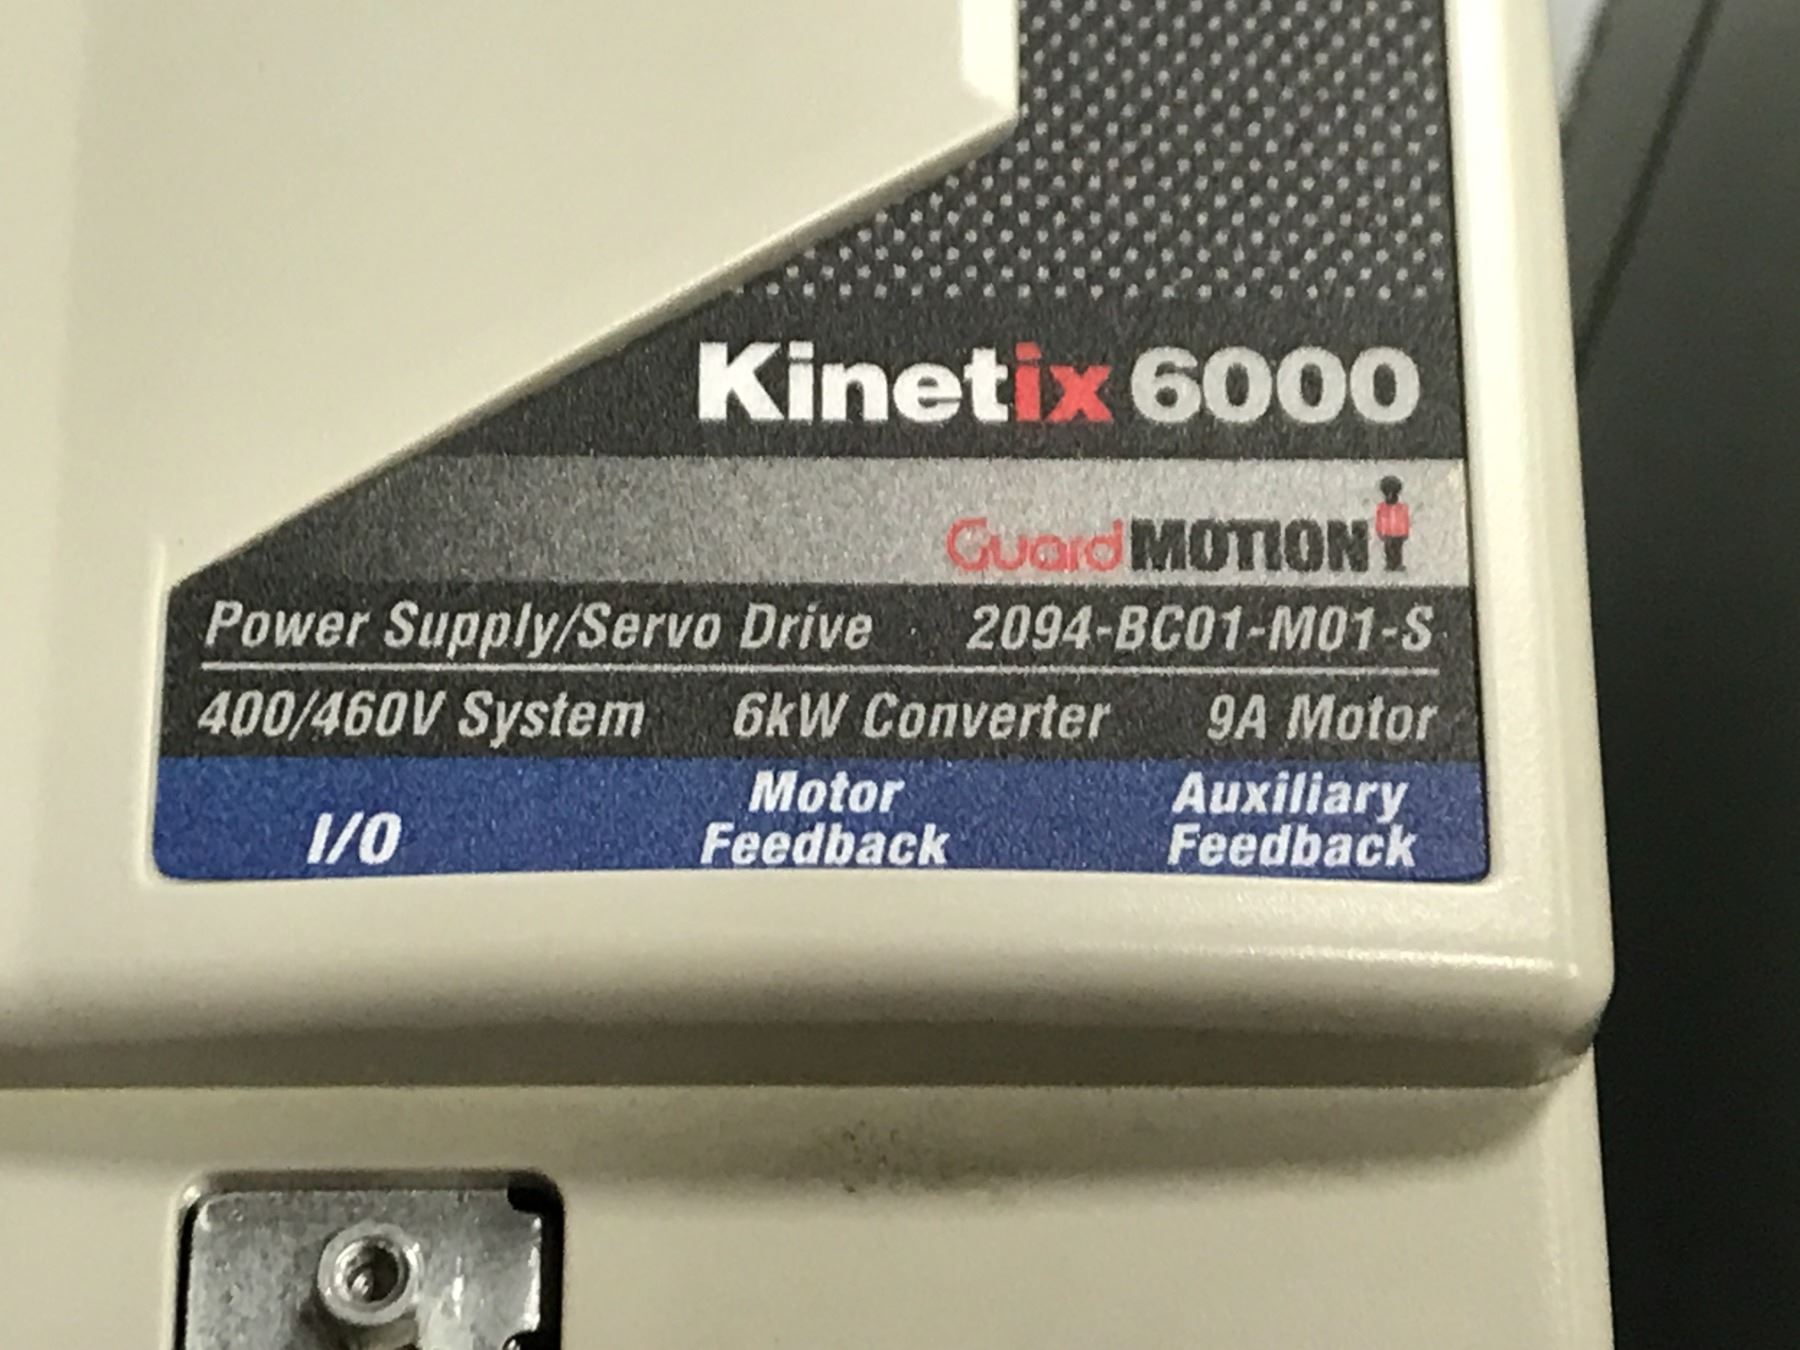 Kinetix 6000
GuardMOTION
Power Supply/Servo Drive 2094-BC01-M01-S
400/460V System 6kW Converter 9A Motor
I/O Motor Feedback Auxiliary Feedback